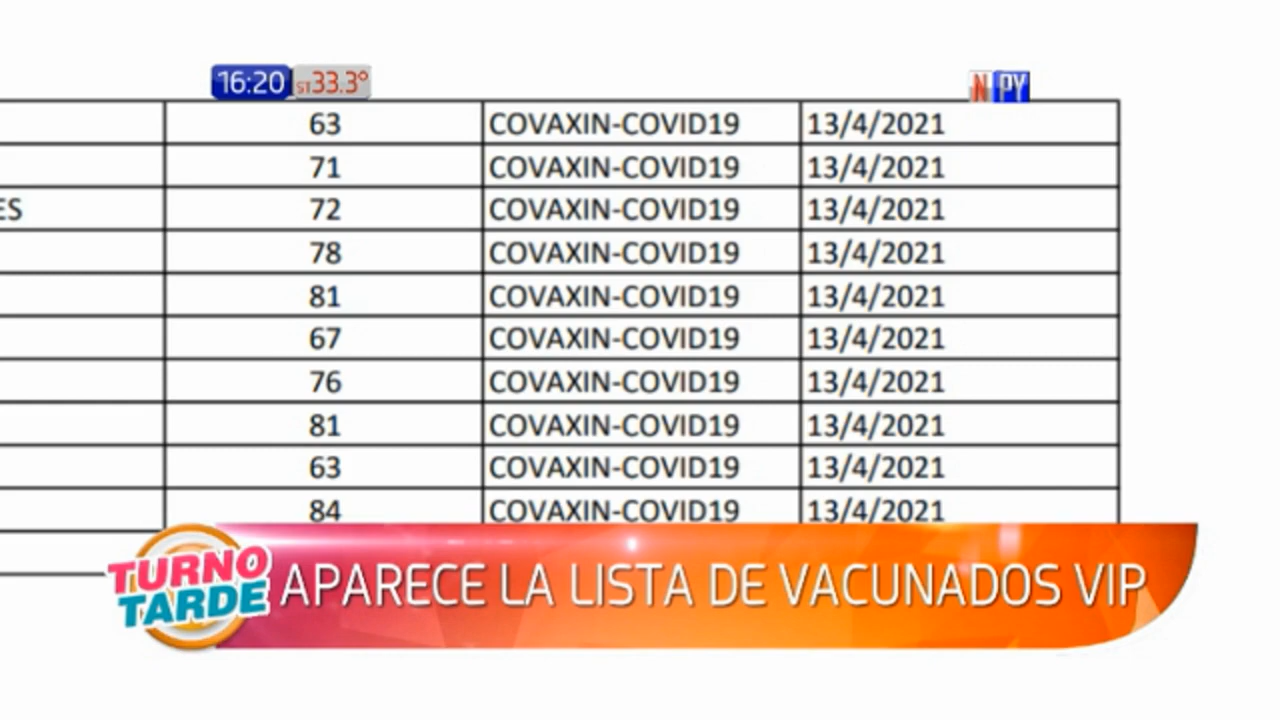 16:20 ST33.3°
N PY
63 COVAXIN-COVID19 13/4/2021
71 COVAXIN-COVID19 13/4/2021
ES 72 COVAXIN-COVID19 13/4/2021
78 COVAXIN-COVID19 13/4/2021
81 COVAXIN-COVID19 13/4/2021
67 COVAXIN-COVID19 13/4/2021
76 COVAXIN-COVID19 13/4/2021
81 COVAXIN-COVID19 13/4/2021
63 COVAXIN-COVID19 13/4/2021
84 COVAXIN-COVID19 13/4/2021
TURNO
TARDE
APARECE LA LISTA DE VACUNADOS VIP